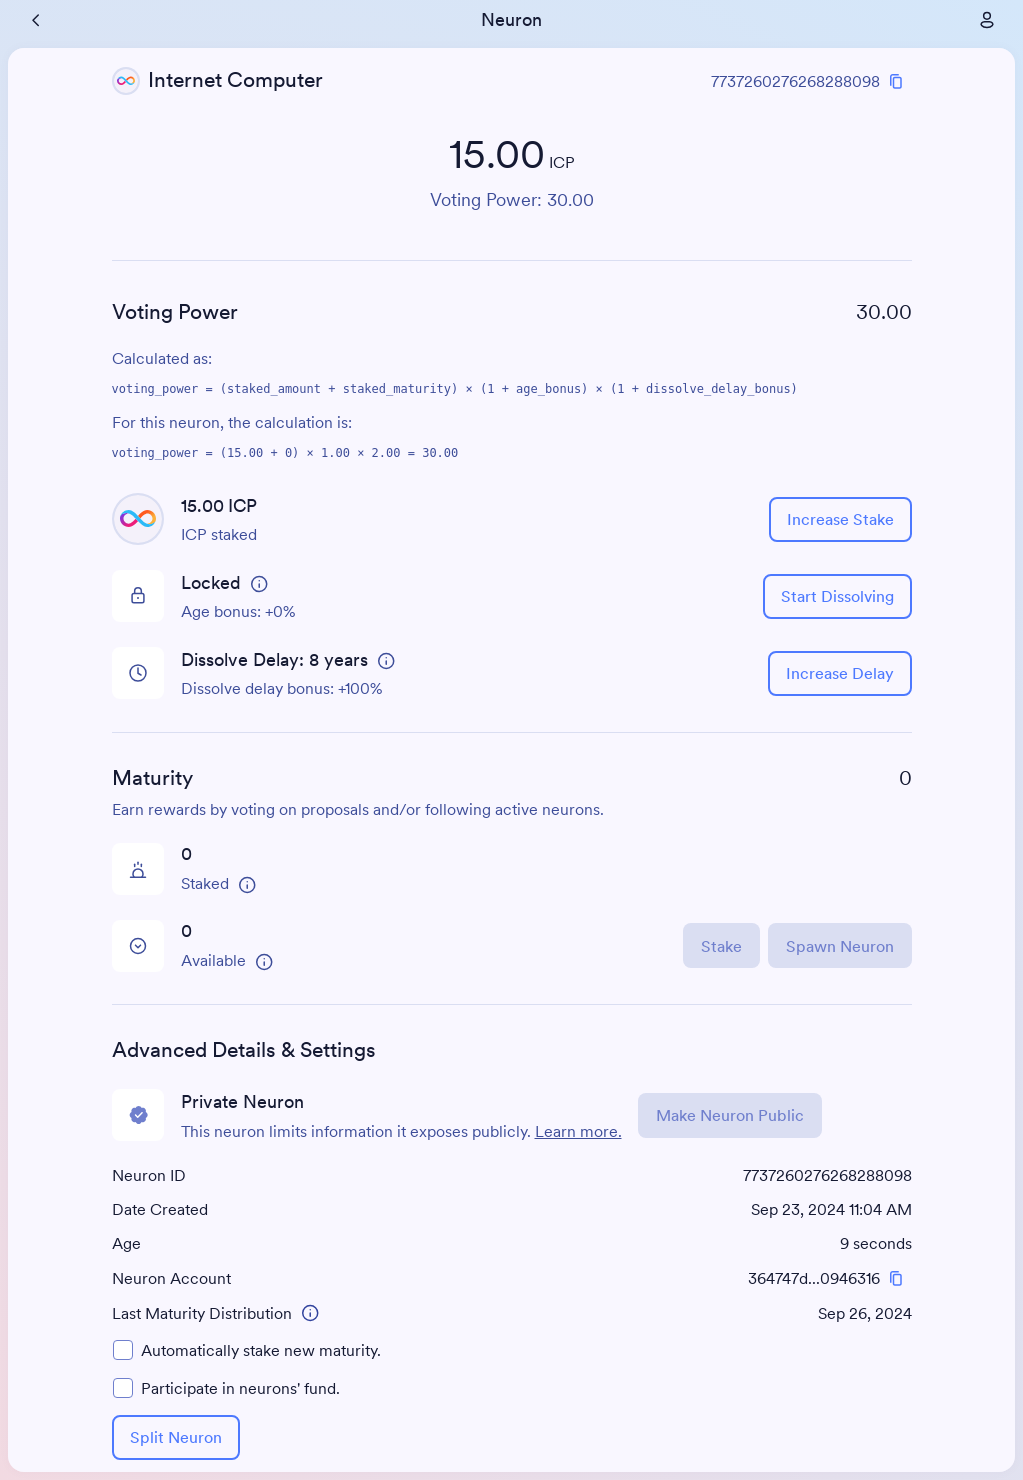 Neuron
Internet Computer
7737260276268288098
15.00 ICP
Voting Power: 30.00
Voting Power
30.00
Calculated as:
voting_power = (staked_amount + staked_maturity) × (1 + age_bonus) × (1 + dissolve_delay_bonus)
For this neuron, the calculation is:
voting_power = (15.00 + 0) × 1.00 × 2.00 = 30.00
15.00 ICP
ICP staked
Increase Stake
Locked
Age bonus: +0%
Start Dissolving
Dissolve Delay: 8 years
Dissolve delay bonus: +100%
Increase Delay
Maturity
0
Earn rewards by voting on proposals and/or following active neurons.
0
Staked
0
Available
Stake
Spawn Neuron
Advanced Details & Settings
Private Neuron
This neuron limits information it exposes publicly. Learn more.
Make Neuron Public
Neuron ID
7737260276268288098
Date Created
Sep 23, 2024 11:04 AM
Age
9 seconds
Neuron Account
364747d...0946316
Last Maturity Distribution
Sep 26, 2024
Automatically stake new maturity.
Participate in neurons' fund.
Split Neuron